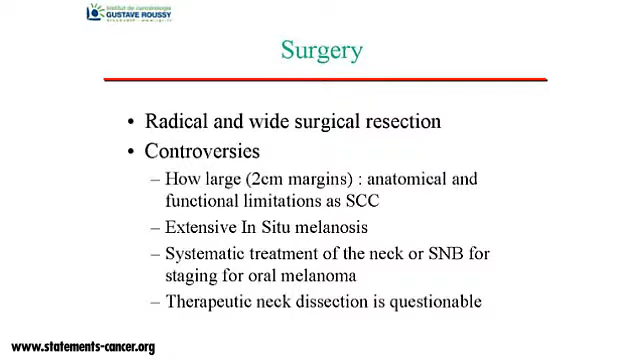 Institut de cancérologie
GUSTAVE ROUSSY
Surgery
• Radical and wide surgical resection
• Controversies
– How large (2cm margins) : anatomical and
functional limitations as SCC
– Extensive In Situ melanosis
– Systematic treatment of the neck or SNB for
staging for oral melanoma
– Therapeutic neck dissection is questionable
www.statements-cancer.org